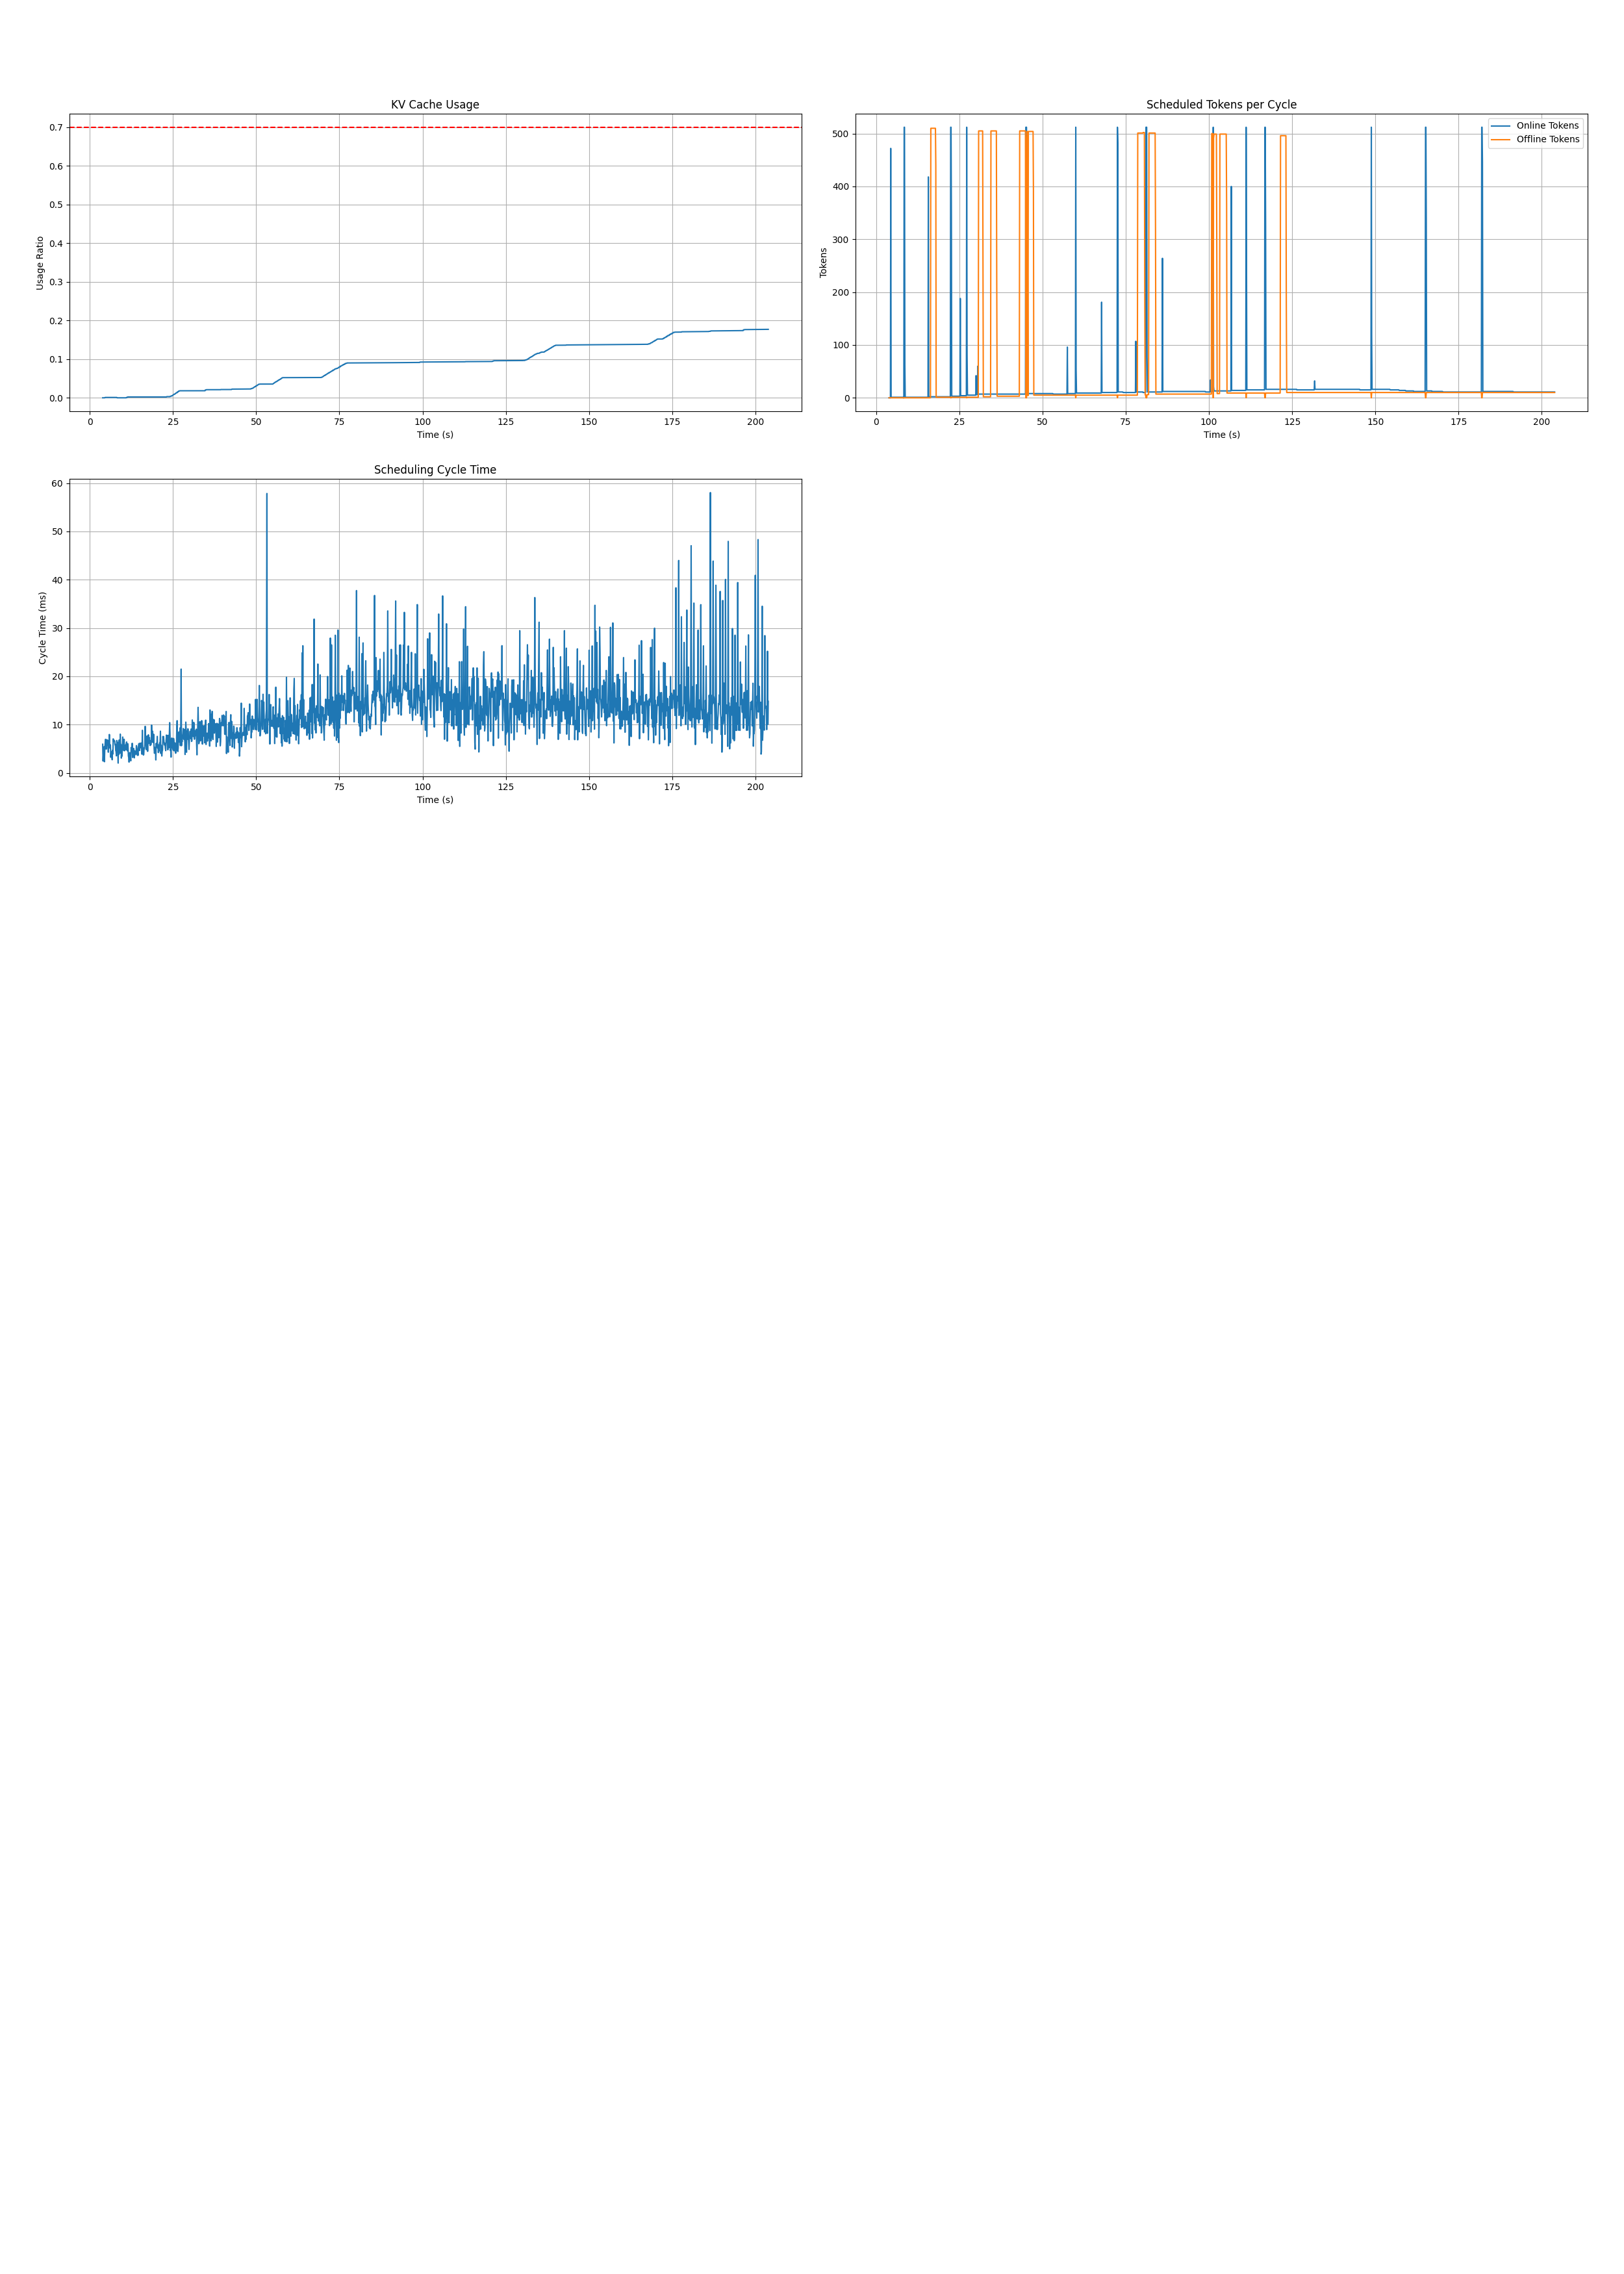 KV Cache Usage
Usage Ratio
0.7
0.6
0.5
0.4
0.3
0.2
0.1
0.0
0 25 50 75 100 125 150 175 200
Time (s)
Scheduled Tokens per Cycle
Online Tokens
Offline Tokens
Tokens
500
400
300
200
100
0
0 25 50 75 100 125 150 175 200
Time (s)
Scheduling Cycle Time
Cycle Time (ms)
60
50
40
30
20
10
0
0 25 50 75 100 125 150 175 200
Time (s)